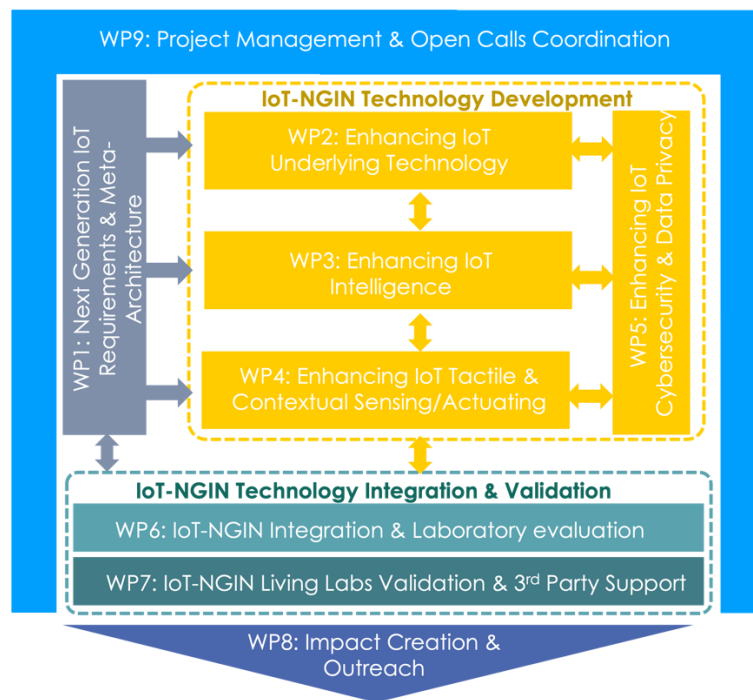 WP9: Project Management & Open Calls Coordination
IoT-NGIN Technology Development
WP1: Next Generation IoT
Requirements & Meta-
Architecture
WP2: Enhancing IoT
Underlying Technology
WP3: Enhancing IoT
Intelligence
WP4: Enhancing IoT Tactile &
Contextual Sensing/Actuating
WP5: Enhancing IoT
Cybersecurity & Data Privacy
IoT-NGIN Technology Integration & Validation
WP6: IoT-NGIN Integration & Laboratory evaluation
WP7: IoT-NGIN Living Labs Validation & 3rd Party Support
WP8: Impact Creation &
Outreach